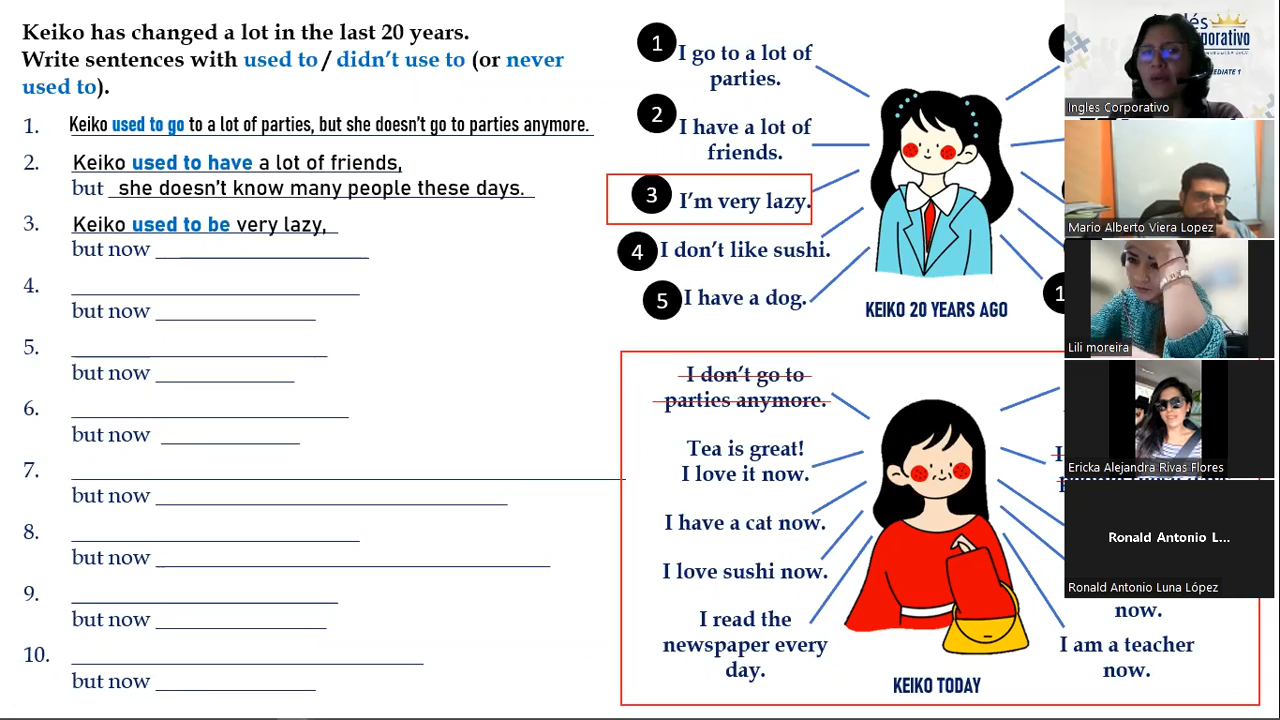 Keiko has changed a lot in the last 20 years.
Write sentences with used to / didn't use to (or never
used to).
1. Keiko used to go to a lot of parties, but she doesn't go to parties anymore.
2. Keiko used to have a lot of friends,
but she doesn't know many people these days.
3. Keiko used to be very lazy,
but now
4.
but now
5.
but now
6.
but now
7.
but now
8.
but now
9.
but now
10.
but now
1
I go to a lot of
parties.
2
I have a lot of
friends.
3
I'm very lazy.
4
I don't like sushi.
5
I have a dog.
KEIKO 20 YEARS AGO
I don't go to
parties anymore.
Tea is great!
I love it now.
I have a cat now.
I love sushi now.
I read the
newspaper every
day.
KEIKO TODAY
now.
I am a teacher
now.
Ingles Corporativo
Mario Alberto Viera Lopez
Lili moreira
Ericka Alejandra Rivas Flores
Ronald Antonio L...
Ronald Antonio Luna López